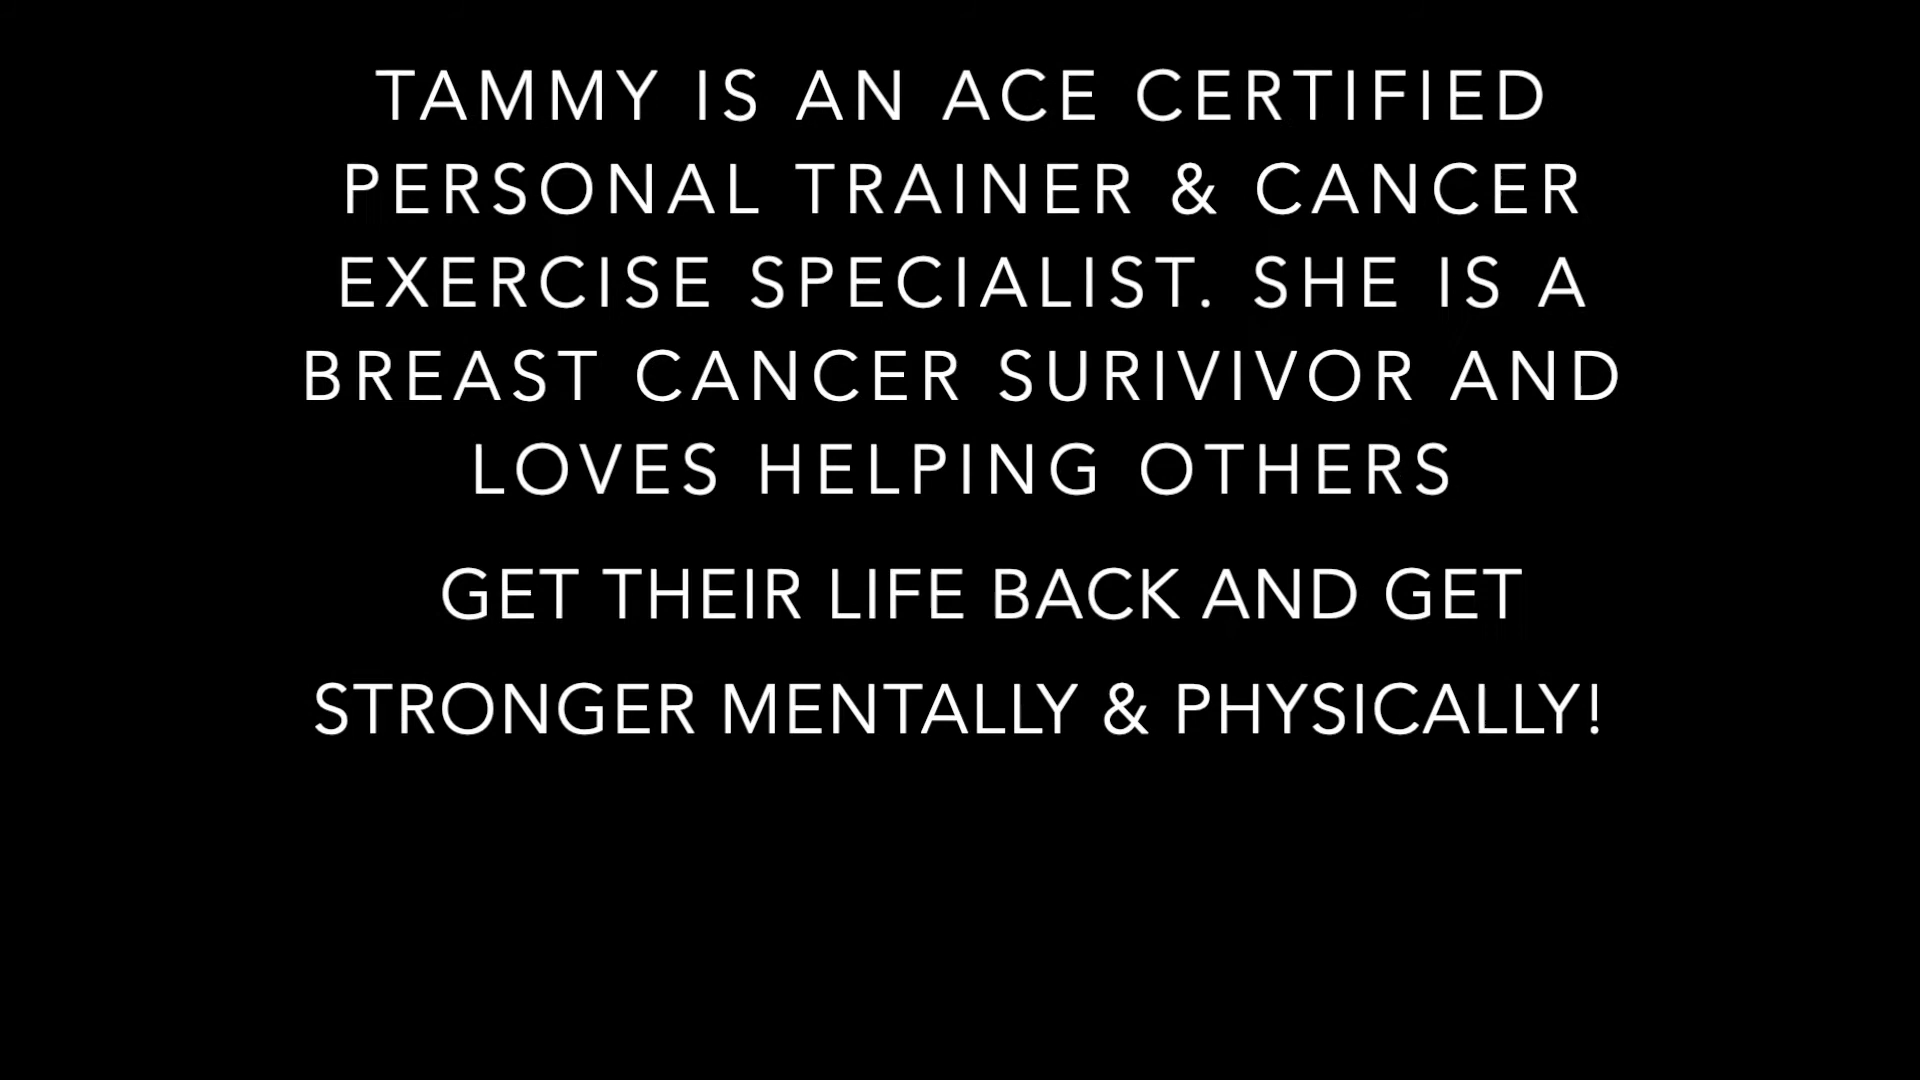 TAMMY IS AN ACE CERTIFIED
PERSONAL TRAINER & CANCER
EXERCISE SPECIALIST. SHE IS A
BREAST CANCER SURIVIVOR AND
LOVES HELPING OTHERS
GET THEIR LIFE BACK AND GET
STRONGER MENTALLY & PHYSICALLY!